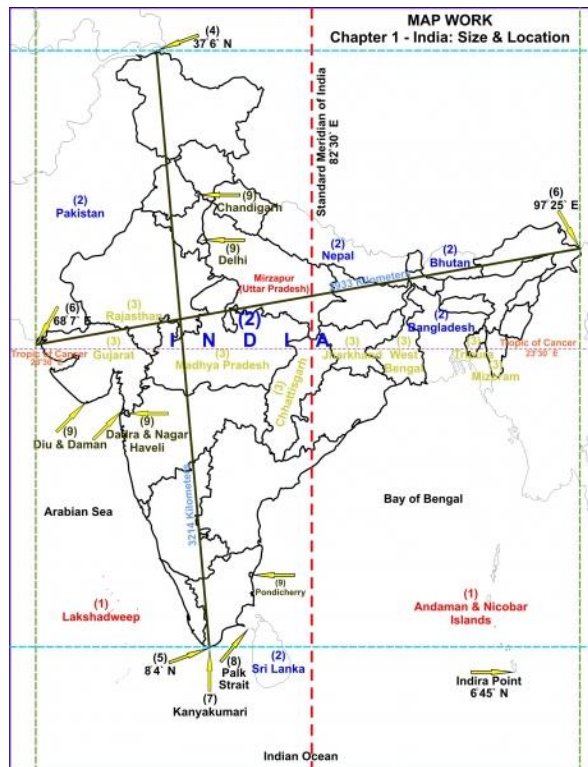 MAP WORK
Chapter 1 - India: Size & Location
(4)
37˚6` N
Standard Meridian of India
82˚30` E
(9)
Chandigarh
(2)
Pakistan
(9)
Delhi
(6)
97˚25` E
(2)
Nepal
(2)
Bhutan
Mirzapur
(Uttar Pradesh)
2933 Kilometers
(6)
68˚7` E
(3)
Rajasthan
(2)
I N D I A
(2)
Bangladesh
Tropic of Cancer
23˚30` E
(3)
Gujarat
(3)
Madhya Pradesh
(3)
Chhattisgarh
(3)
Jharkhand
(3)
West
Bengal
(3)
Tripura
(3)
Mizoram
Tropic of Cancer
23˚30` E
(9)
Diu & Daman
(9)
Dadra & Nagar
Haveli
3214 Kilometers
Arabian Sea
Bay of Bengal
(9)
Pondicherry
(1)
Lakshadweep
(1)
Andaman & Nicobar
Islands
(5)
8˚4` N
(7)
Kanyakumari
(8)
Palk
Strait
(2)
Sri Lanka
Indira Point
6˚45` N
Indian Ocean